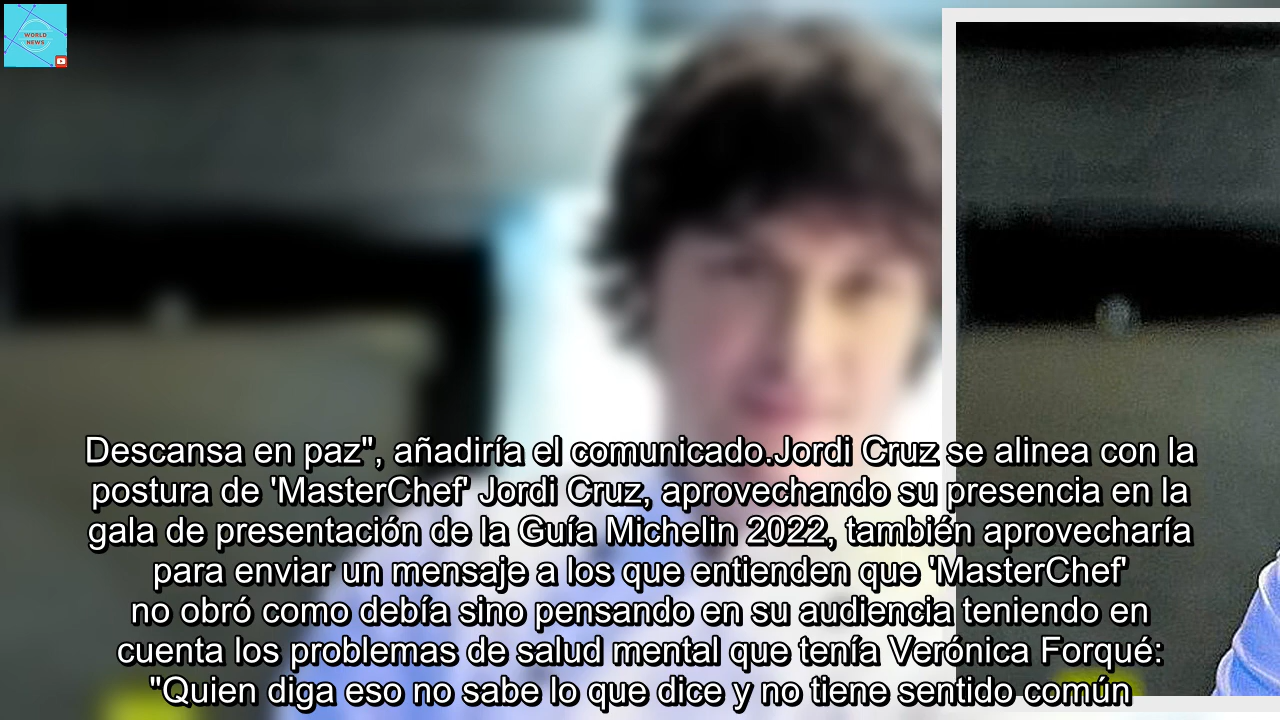 WORLD
NEWS
Descansa en paz", añadiría el comunicado.Jordi Cruz se alinea con la
postura de 'MasterChef' Jordi Cruz, aprovechando su presencia en la
gala de presentación de la Guía Michelin 2022, también aprovecharía
para enviar un mensaje a los que entienden que 'MasterChef'
no obró como debía sino pensando en su audiencia teniendo en
cuenta los problemas de salud mental que tenía Verónica Forqué:
"Quien diga eso no sabe lo que dice y no tiene sentido común